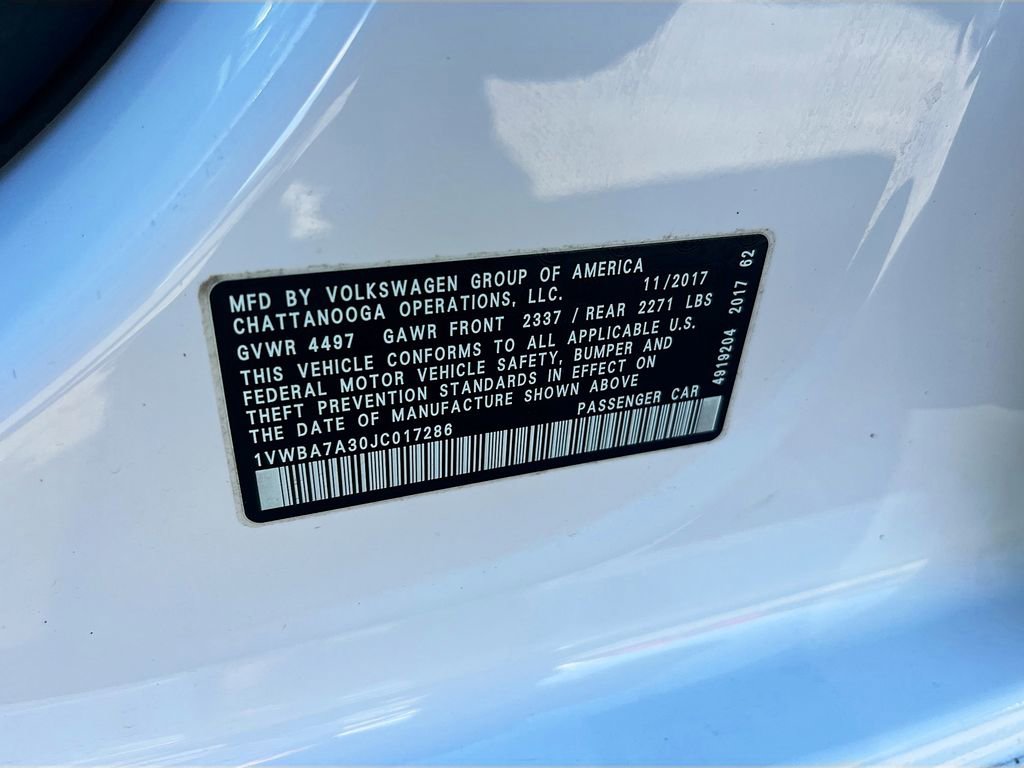 MFD BY VOLKSWAGEN GROUP OF AMERICA 11/2017
CHATTANOOGA OPERATIONS, LLC.
GVWR 4497 GAWR FRONT 2337 / REAR 2271 LBS
THIS VEHICLE CONFORMS TO ALL APPLICABLE U.S.
FEDERAL MOTOR VEHICLE SAFETY, BUMPER AND
THEFT PREVENTION STANDARDS IN EFFECT ON
THE DATE OF MANUFACTURE SHOWN ABOVE
1VWBA7A30JC017286 PASSENGER CAR
4919204 2017 62